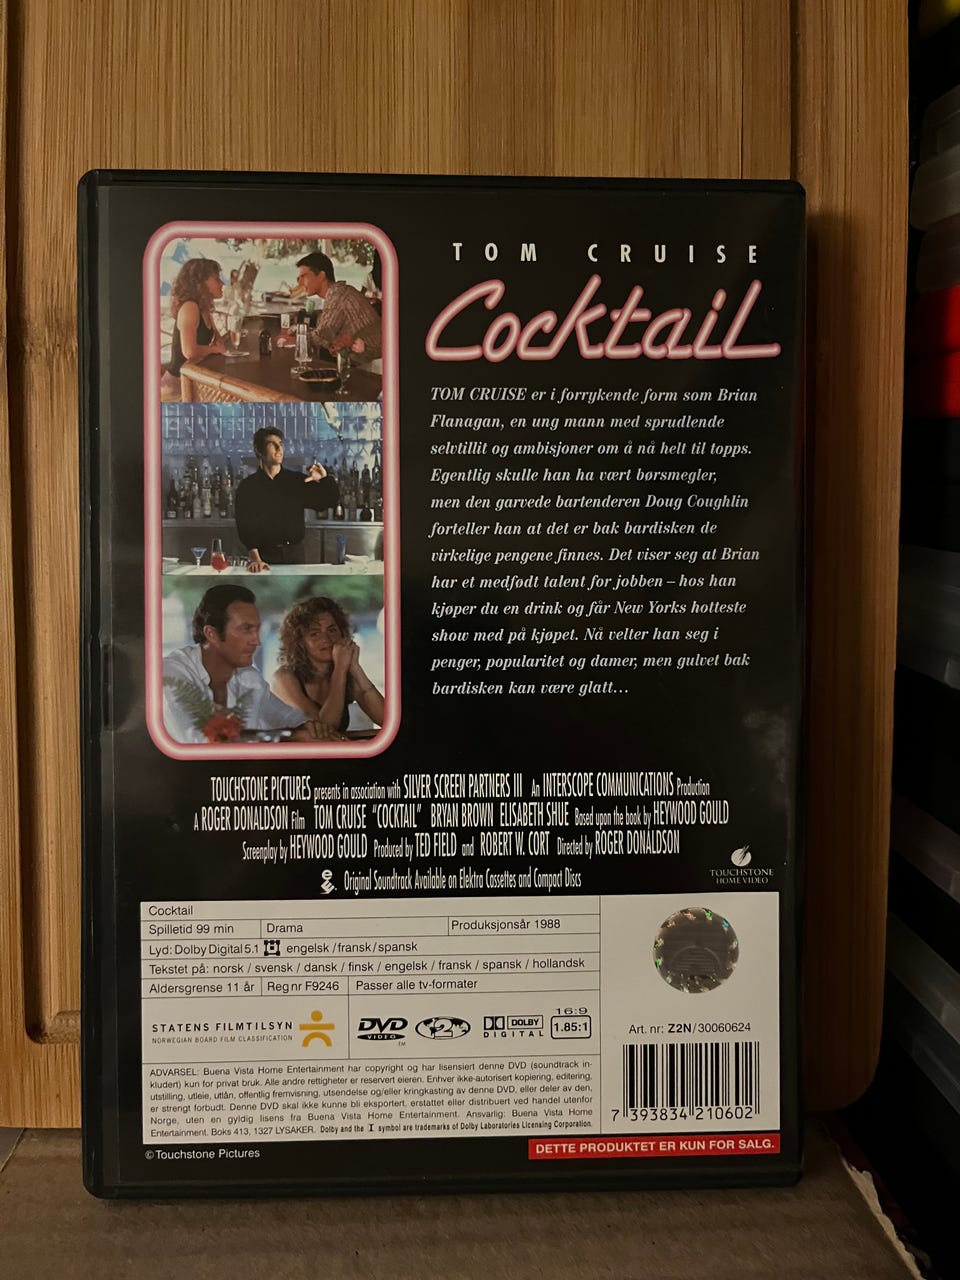 TOM CRUISE
Cocktail
TOM CRUISE er i forrykende form som Brian
Flanagan, en ung mann med sprudlende
selvtillit og ambisjoner om å nå helt til topps.
Egentlig skulle han ha vært børsmegler,
men den garvede bartenderen Doug Coughlin
forteller han at det er bak bardisken de
virkelige pengene finnes. Det viser seg at Brian
har et medfødt talent for jobben – hos han
kjøper du en drink og får New Yorks hotteste
show med på kjøpet. Nå velter han seg i
penger, popularitet og damer, men gulvet bak
bardisken kan være glatt...
TOUCHSTONE PICTURES presents in association with SILVER SCREEN PARTNERS III An INTERSCOPE COMMUNICATIONS Production
A ROGER DONALDSON Film TOM CRUISE "COCKTAIL" BRYAN BROWN ELISABETH SHUE Based upon the book by HEYWOOD GOULD
Screenplay by HEYWOOD GOULD Produced by TED FIELD and ROBERT W. CORT Directed by ROGER DONALDSON
Original Soundtrack Available on Elektra Cassettes and Compact Discs
TOUCHSTONE
HOME VIDEO
Cocktail
Spilletid 99 min Drama Produksjonsår 1988
Lyd: Dolby Digital 5.1 engelsk / fransk / spansk
Tekstet på: norsk / svensk / dansk / finsk / engelsk / fransk / spansk / hollandsk
Aldersgrense 11 år Reg nr F9246 Passer alle tv-formater
STATENS FILMTILSYN
NORWEGIAN BOARD FILM CLASSIFICATION
DVD
VIDEO
TM
2
DOLBY
DIGITAL
16:9
1.85:1
Art. nr: Z2N/30060624
7 393834 210602
ADVARSEL: Buena Vista Home Entertainment har copyright og har lisensiert denne DVD (soundtrack in-
kludert) kun for privat bruk. Alle andre rettigheter er reservert eieren. Enhver ikke-autorisert kopiering, editering,
utstilling, utleie, utlån, offentlig fremvisning, utsendelse og/eller kringkasting av denne DVD, eller deler av den,
er strengt forbudt. Denne DVD skal ikke kunne bli eksportert, erstattet eller distribuert ved handel utenfor
Norge, uten en gyldig lisens fra Buena Vista Home Entertainment. Ansvarlig: Buena Vista Home
Entertainment. Boks 413, 1327 LYSAKER. Dolby and the symbol are trademarks of Dolby Laboratories Licensing Corporation.
©Touchstone Pictures
DETTE PRODUKTET ER KUN FOR SALG.